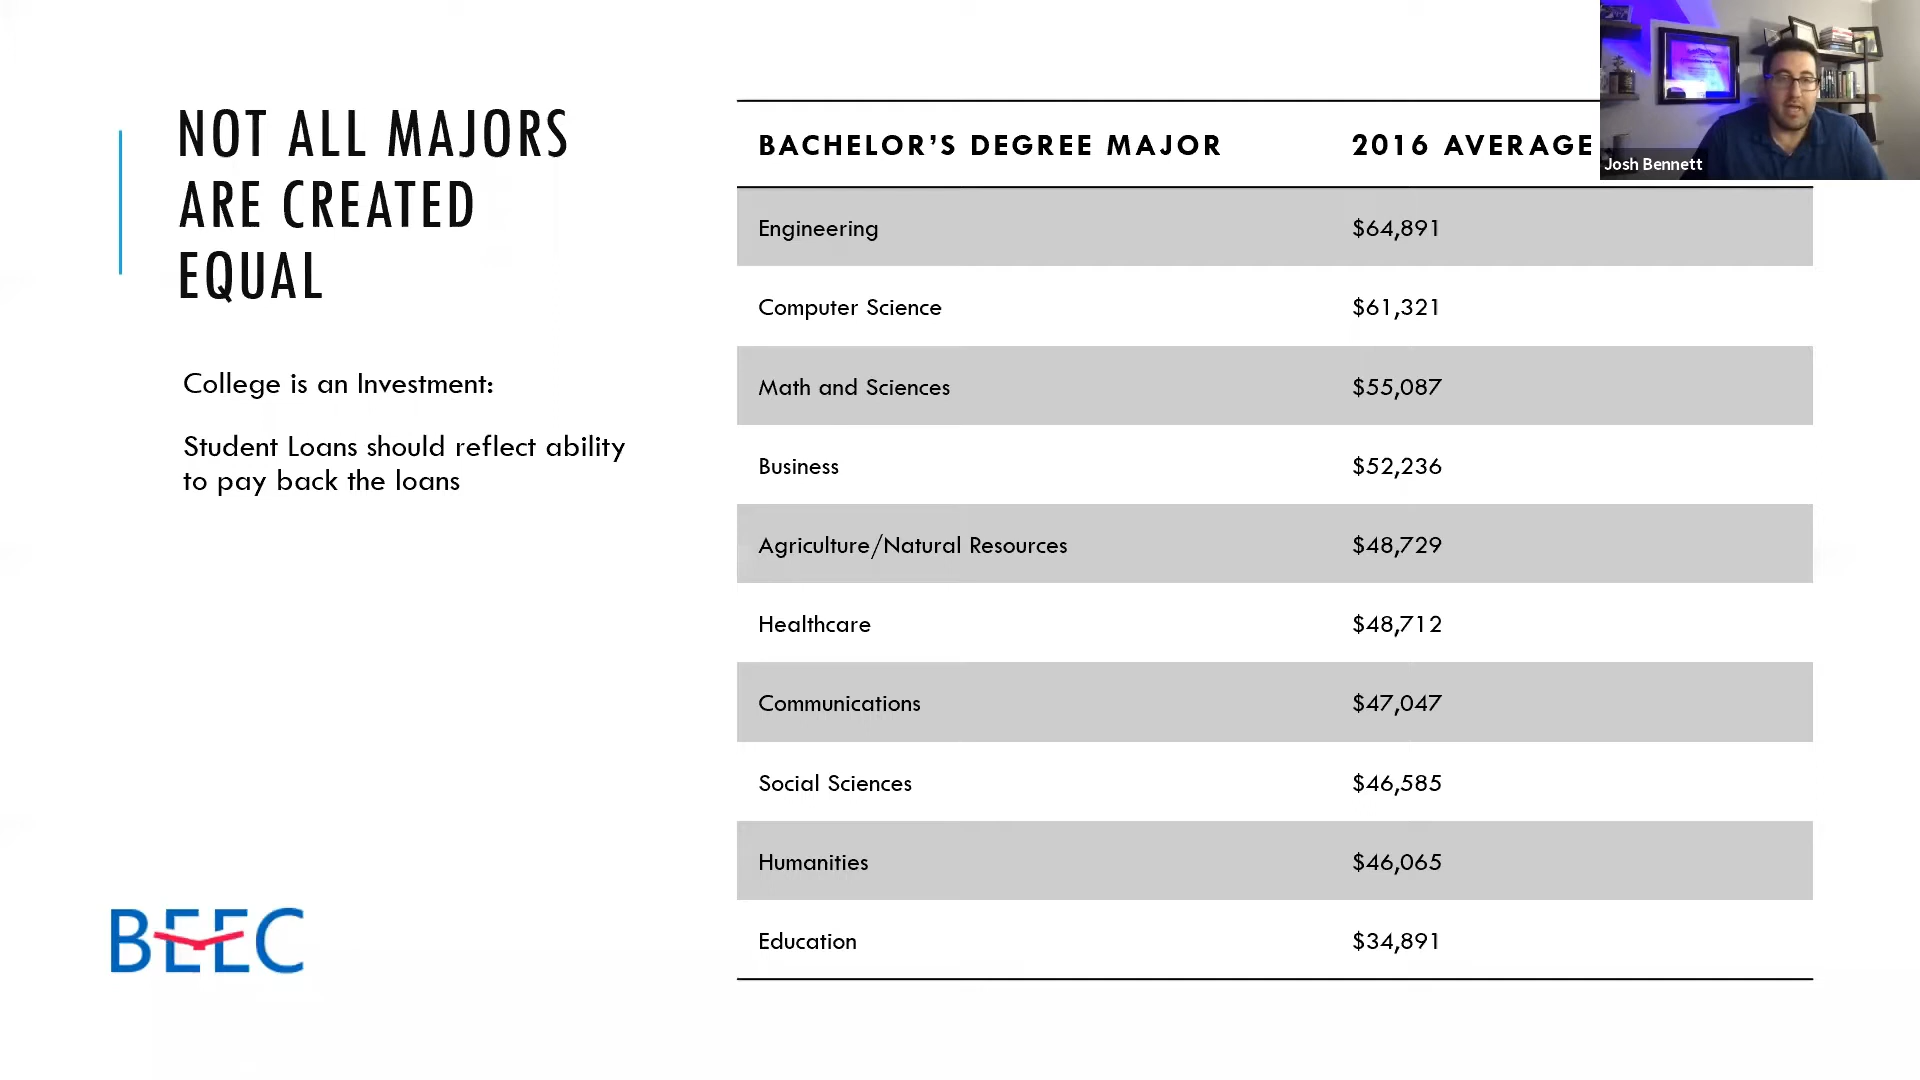 NOT ALL MAJORS
ARE CREATED
EQUAL
College is an Investment:
Student Loans should reflect ability
to pay back the loans
BEEC
BACHELOR’S DEGREE MAJOR 2016 AVERAGE
Engineering $64,891
Computer Science $61,321
Math and Sciences $55,087
Business $52,236
Agriculture/Natural Resources $48,729
Healthcare $48,712
Communications $47,047
Social Sciences $46,585
Humanities $46,065
Education $34,891
Josh Bennett